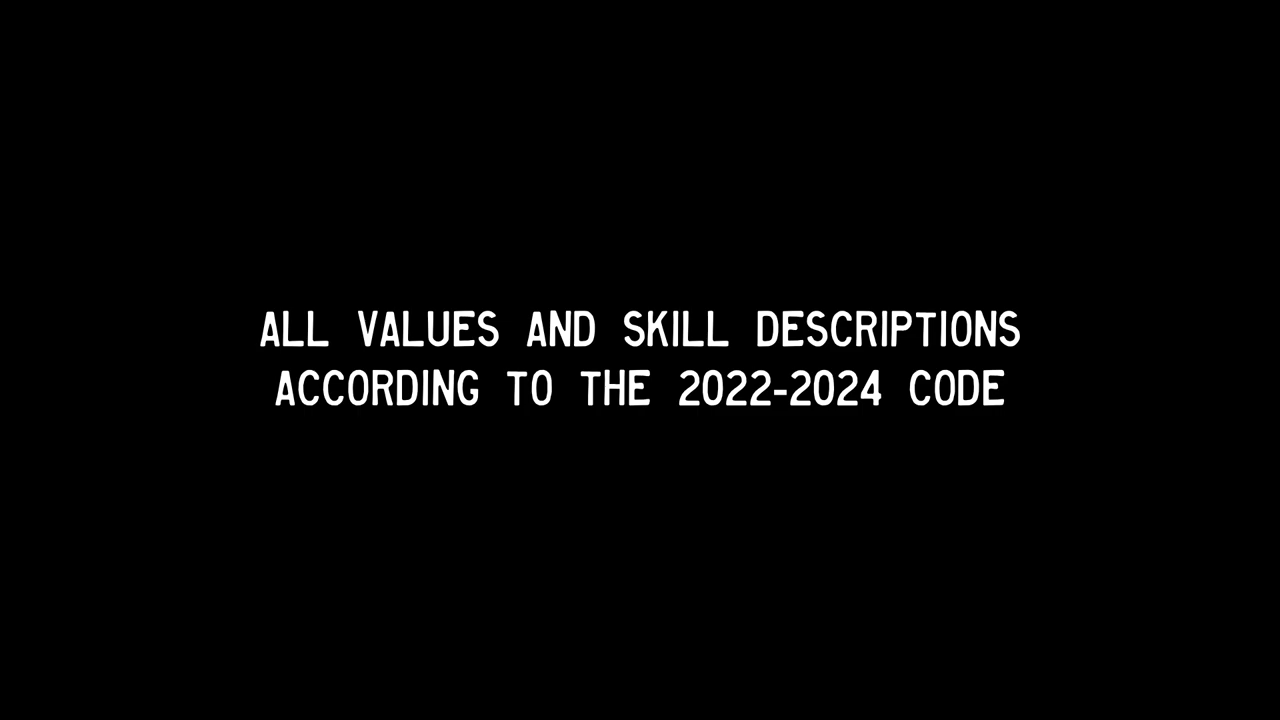 ALL VALUES AND SKILL DESCRIPTIONS
ACCORDING TO THE 2022-2024 CODE